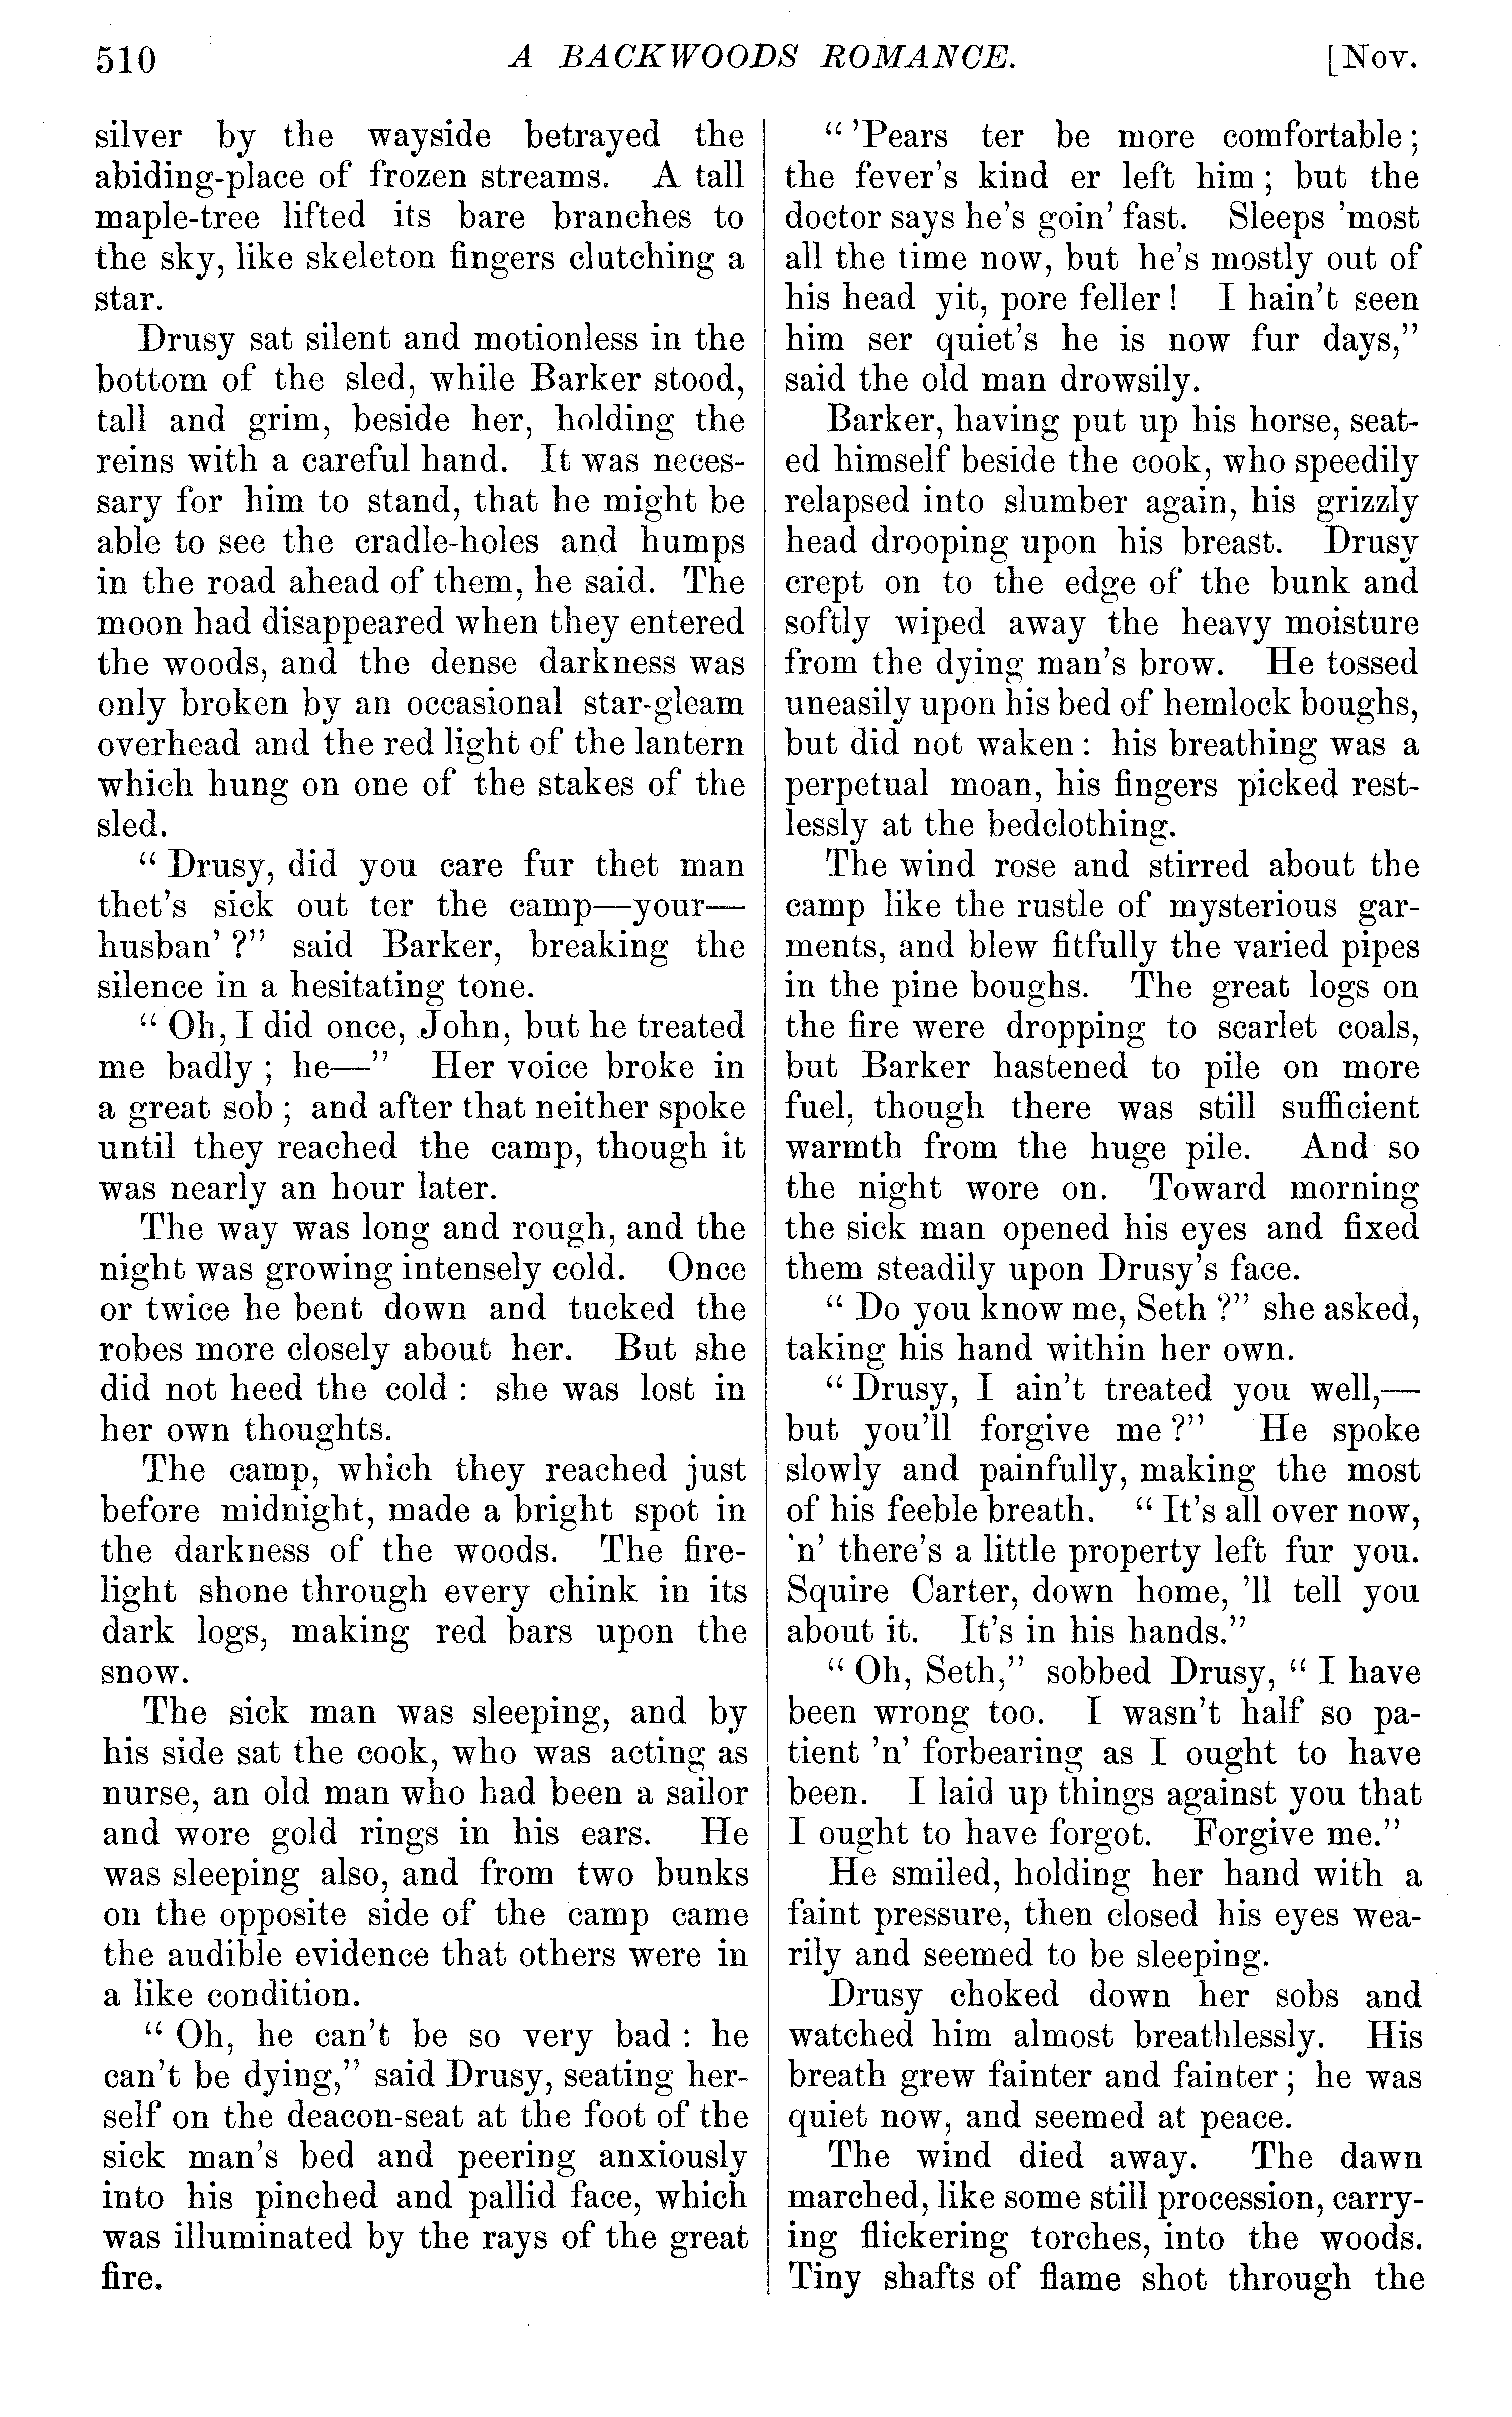 510 A BACKWOODS ROMANCE. [Nov.
silver by the wayside betrayed the
abiding-place of frozen streams. A tall
maple-tree lifted its bare branches to
the sky, like skeleton fingers clutching a
star.
Drusy sat silent and motionless in the
bottom of the sled, while Barker stood,
tall and grim, beside her, holding the
reins with a careful hand. It was neces-
sary for him to stand, that he might be
able to see the cradle-holes and humps
in the road ahead of them, he said. The
moon had disappeared when they entered
the woods, and the dense darkness was
only broken by an occasional star-gleam
overhead and the red light of the lantern
which hung on one of the stakes of the
sled.
" Drusy, did you care fur thet man
thet's sick out ter the camp—your—
husban' ?" said Barker, breaking the
silence in a hesitating tone.
" Oh, I did once, John, but he treated
me badly ; he—" Her voice broke in
a great sob ; and after that neither spoke
until they reached the camp, though it
was nearly an hour later.
The way was long and rough, and the
night was growing intensely cold. Once
or twice he bent down and tucked the
robes more closely about her. But she
did not heed the cold : she was lost in
her own thoughts.
The camp, which they reached just
before midnight, made a bright spot in
the darkness of the woods. The fire-
light shone through every chink in its
dark logs, making red bars upon the
snow.
The sick man was sleeping, and by
his side sat the cook, who was acting as
nurse, an old man who had been a sailor
and wore gold rings in his ears. He
was sleeping also, and from two bunks
on the opposite side of the camp came
the audible evidence that others were in
a like condition.
" Oh, he can't be so very bad : he
can't be dying," said Drusy, seating her-
self on the deacon-seat at the foot of the
sick man's bed and peering anxiously
into his pinched and pallid face, which
was illuminated by the rays of the great
fire.
" 'Pears ter be more comfortable ;
the fever's kind er left him ; but the
doctor says he's goin' fast. Sleeps 'most
all the time now, but he's mostly out of
his head yit, pore feller ! I hain't seen
him ser quiet's he is now fur days,"
said the old man drowsily.
Barker, having put up his horse, seat-
ed himself beside the cook, who speedily
relapsed into slumber again, his grizzly
head drooping upon his breast. Drusy
crept on to the edge of the bunk and
softly wiped away the heavy moisture
from the dying man's brow. He tossed
uneasily upon his bed of hemlock boughs,
but did not waken : his breathing was a
perpetual moan, his fingers picked rest-
lessly at the bedclothing.
The wind rose and stirred about the
camp like the rustle of mysterious gar-
ments, and blew fitfully the varied pipes
in the pine boughs. The great logs on
the fire were dropping to scarlet coals,
but Barker hastened to pile on more
fuel, though there was still sufficient
warmth from the huge pile. And so
the night wore on. Toward morning
the sick man opened his eyes and fixed
them steadily upon Drusy's face.
" Do you know me, Seth ?" she asked,
taking his hand within her own.
" Drusy, I ain't treated you well,—
but you'll forgive me ?" He spoke
slowly and painfully, making the most
of his feeble breath. " It's all over now,
'n' there's a little property left fur you.
Squire Carter, down home, 'll tell you
about it. It's in his hands."
" Oh, Seth," sobbed Drusy, " I have
been wrong too. I wasn't half so pa-
tient 'n' forbearing as I ought to have
been. I laid up things against you that
I ought to have forgot. Forgive me."
He smiled, holding her hand with a
faint pressure, then closed his eyes wea-
rily and seemed to be sleeping.
Drusy choked down her sobs and
watched him almost breathlessly. His
breath grew fainter and fainter ; he was
quiet now, and seemed at peace.
The wind died away. The dawn
marched, like some still procession, carry-
ing flickering torches, into the woods.
Tiny shafts of flame shot through the